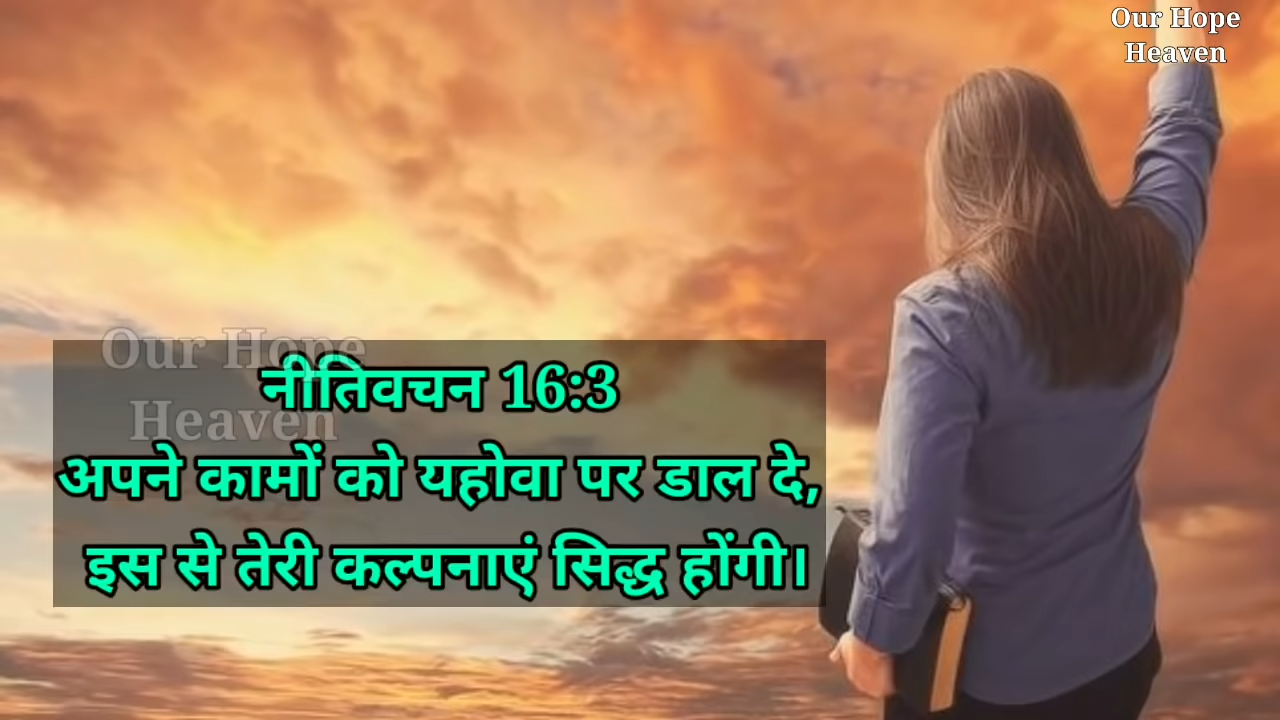 Our Hope
Heaven
Our Hope
Heaven
नीतिवचन 16:3
अपने कामों को यहोवा पर डाल दे,
इस से तेरी कल्पनाएं सिद्ध होंगी।